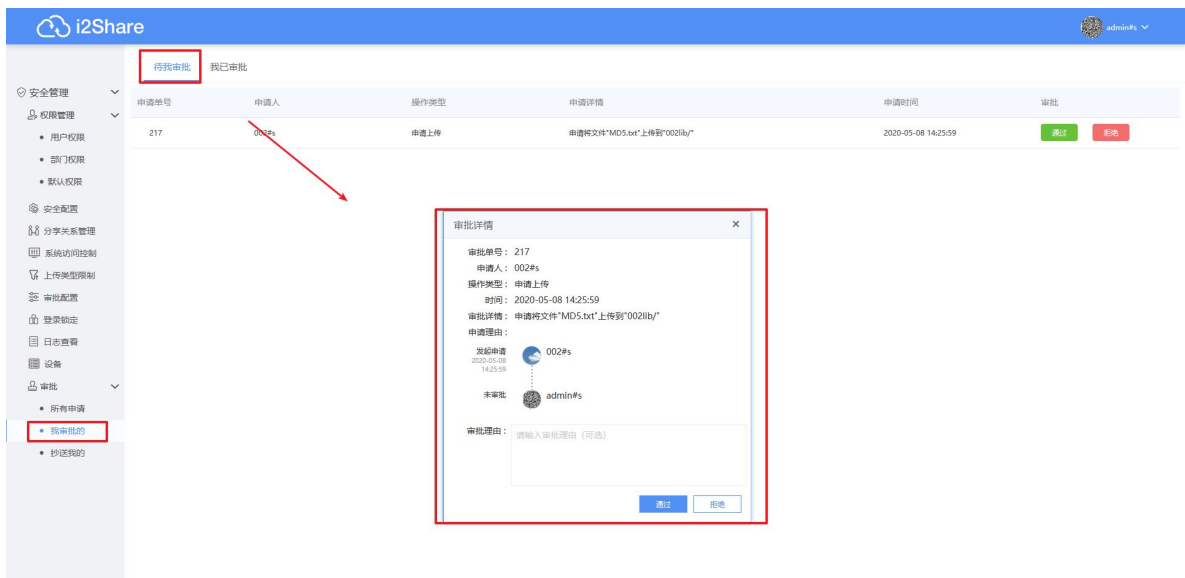 i2Share
admin#s
待我审批 我已审批
安全管理
权限管理
用户权限
部门权限
默认权限
安全配置
分享关系管理
系统访问控制
上传类型限制
审批配置
登录锁定
日志查看
设备
审批
所有申请
我审批的
抄送我的
申请单号 申请人 操作类型 申请详情 申请时间 审批
217 002#s 申请上传 申请将文件"MD5.txt"上传到"002lib/" 2020-05-08 14:25:59 通过 拒绝
审批详情 ×
审批单号: 217
申请人: 002#s
操作类型: 申请上传
时间: 2020-05-08 14:25:59
审批详情: 申请将文件"MD5.txt"上传到"002lib/"
申请理由:
发起申请 002#s
2020-05-08
14:25:59
未审批 admin#s
审批理由: 请输入审批理由 (可选)
通过 拒绝